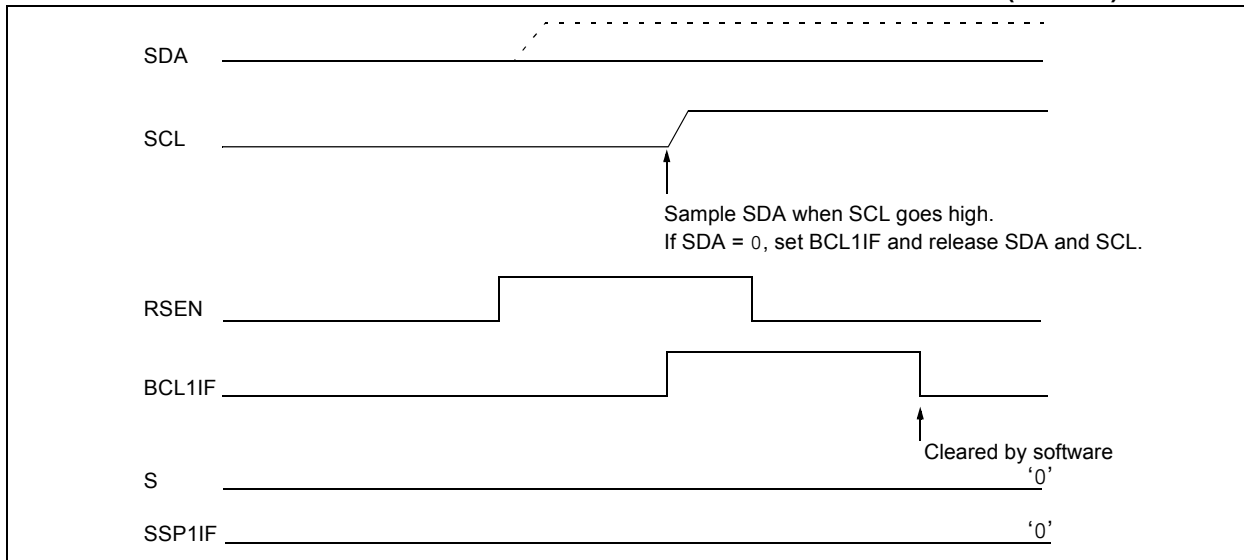 SDA
SCL
Sample SDA when SCL goes high.
If SDA = 0, set BCL1IF and release SDA and SCL.
RSEN
BCL1IF
Cleared by software
S
‘0’
SSP1IF
‘0’